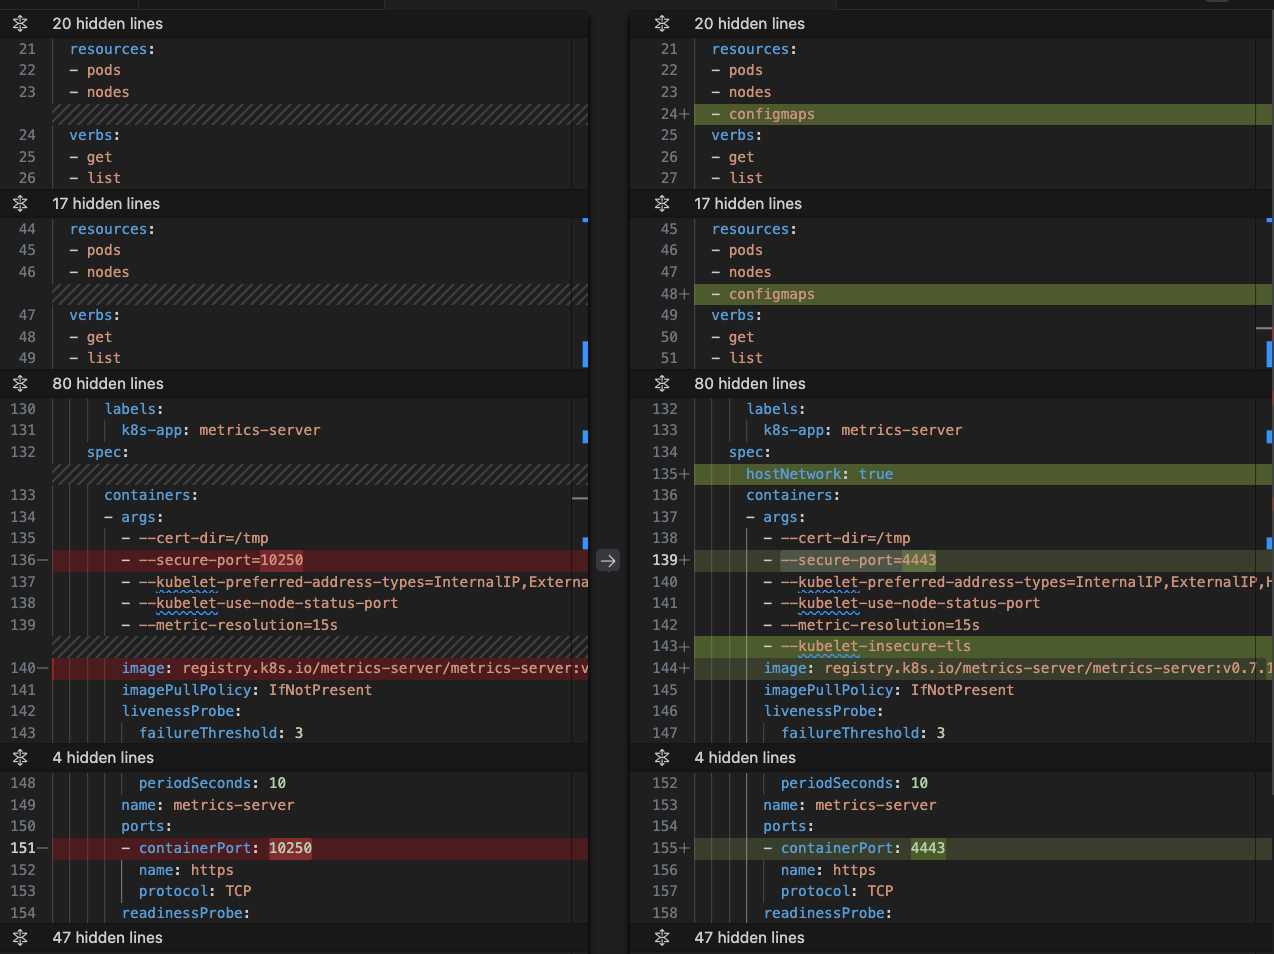 20 hidden lines
21 resources:
22 - pods
23 - nodes
24 verbs:
25 - get
26 - list
17 hidden lines
44 resources:
45 - pods
46 - nodes
47 verbs:
48 - get
49 - list
80 hidden lines
130 labels:
131 k8s-app: metrics-server
132 spec:
133 containers:
134 - args:
135 - --cert-dir=/tmp
136— - --secure-port=10250
137 - --kubelet-preferred-address-types=InternalIP,Externa
138 - --kubelet-use-node-status-port
139 - --metric-resolution=15s
140— image: registry.k8s.io/metrics-server/metrics-server:v
141 imagePullPolicy: IfNotPresent
142 livenessProbe:
143 failureThreshold: 3
4 hidden lines
148 periodSeconds: 10
149 name: metrics-server
150 ports:
151— - containerPort: 10250
152 name: https
153 protocol: TCP
154 readinessProbe:
47 hidden lines
20 hidden lines
21 resources:
22 - pods
23 - nodes
24+ - configmaps
25 verbs:
26 - get
27 - list
17 hidden lines
45 resources:
46 - pods
47 - nodes
48+ - configmaps
49 verbs:
50 - get
51 - list
80 hidden lines
132 labels:
133 k8s-app: metrics-server
134 spec:
135+ hostNetwork: true
136 containers:
137 - args:
138 - --cert-dir=/tmp
139+ - --secure-port=4443
140 - --kubelet-preferred-address-types=InternalIP,ExternalIP,H
141 - --kubelet-use-node-status-port
142 - --metric-resolution=15s
143+ - --kubelet-insecure-tls
144+ image: registry.k8s.io/metrics-server/metrics-server:v0.7.1
145 imagePullPolicy: IfNotPresent
146 livenessProbe:
147 failureThreshold: 3
4 hidden lines
152 periodSeconds: 10
153 name: metrics-server
154 ports:
155+ - containerPort: 4443
156 name: https
157 protocol: TCP
158 readinessProbe:
47 hidden lines